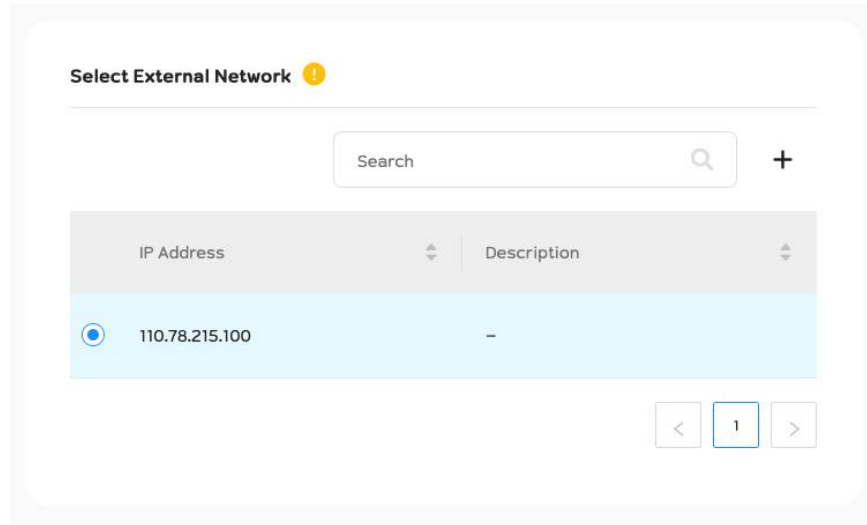 Select External Network
Search
IP Address Description
110.78.215.100 –
< 1 >